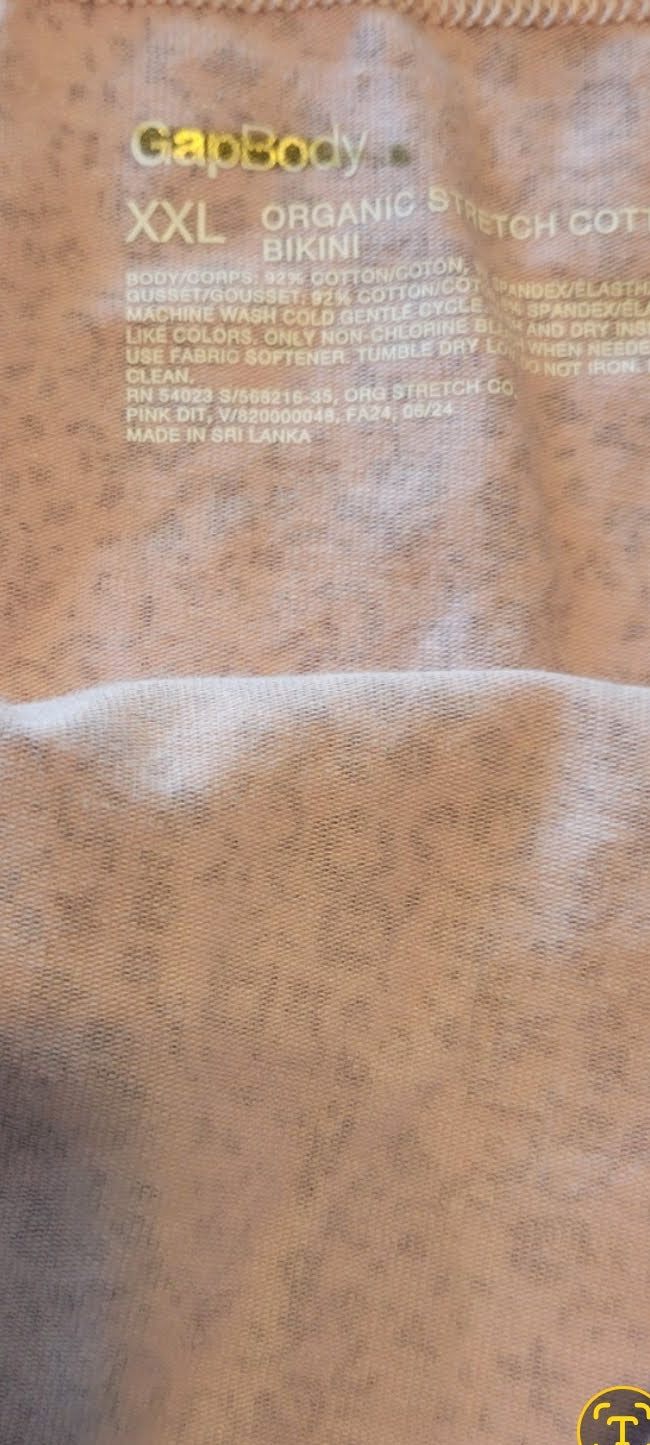 GapBody
XXL ORGANIC STRETCH COTT
BIKINI
BODY/CORPS: 92% COTTON/COTON, SPANDEX/ELASTH
GUSSET/GOUSSET: 92% COTTON/COT SPANDEX/ÉL
MACHINE WASH COLD GENTLE CYCLE
LIKE COLORS. ONLY NON-CHLORINE AND DRY INS
USE FABRIC SOFTENER. TUMBLE DRY WHEN NEEDE
CLEAN. DO NOT IRON.
RN 54023 S/568216-35, ORG STRETCH CO
PINK DIT, V/820000048, FA24, 06/24
MADE IN SRI LANKA